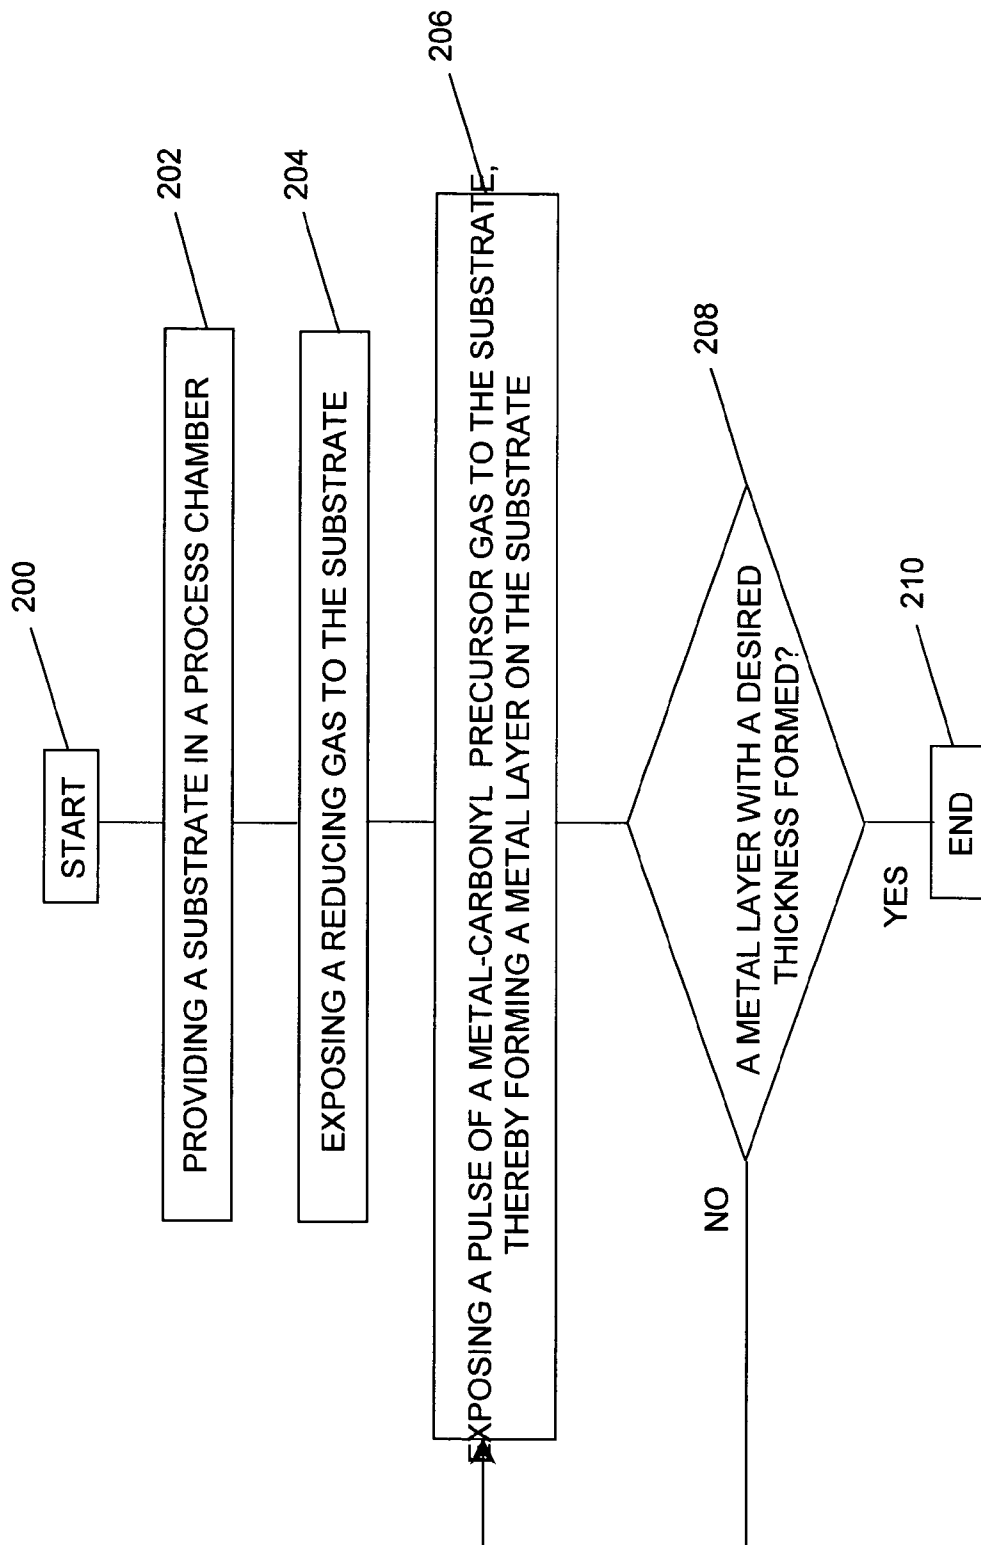 START
200
PROVIDING A SUBSTRATE IN A PROCESS CHAMBER
202
EXPOSING A REDUCING GAS TO THE SUBSTRATE
204
EXPOSING A PULSE OF A METAL-CARBONYL PRECURSOR GAS TO THE SUBSTRATE,
THEREBY FORMING A METAL LAYER ON THE SUBSTRATE
206
A METAL LAYER WITH A DESIRED
THICKNESS FORMED?
208
NO
YES
END
210